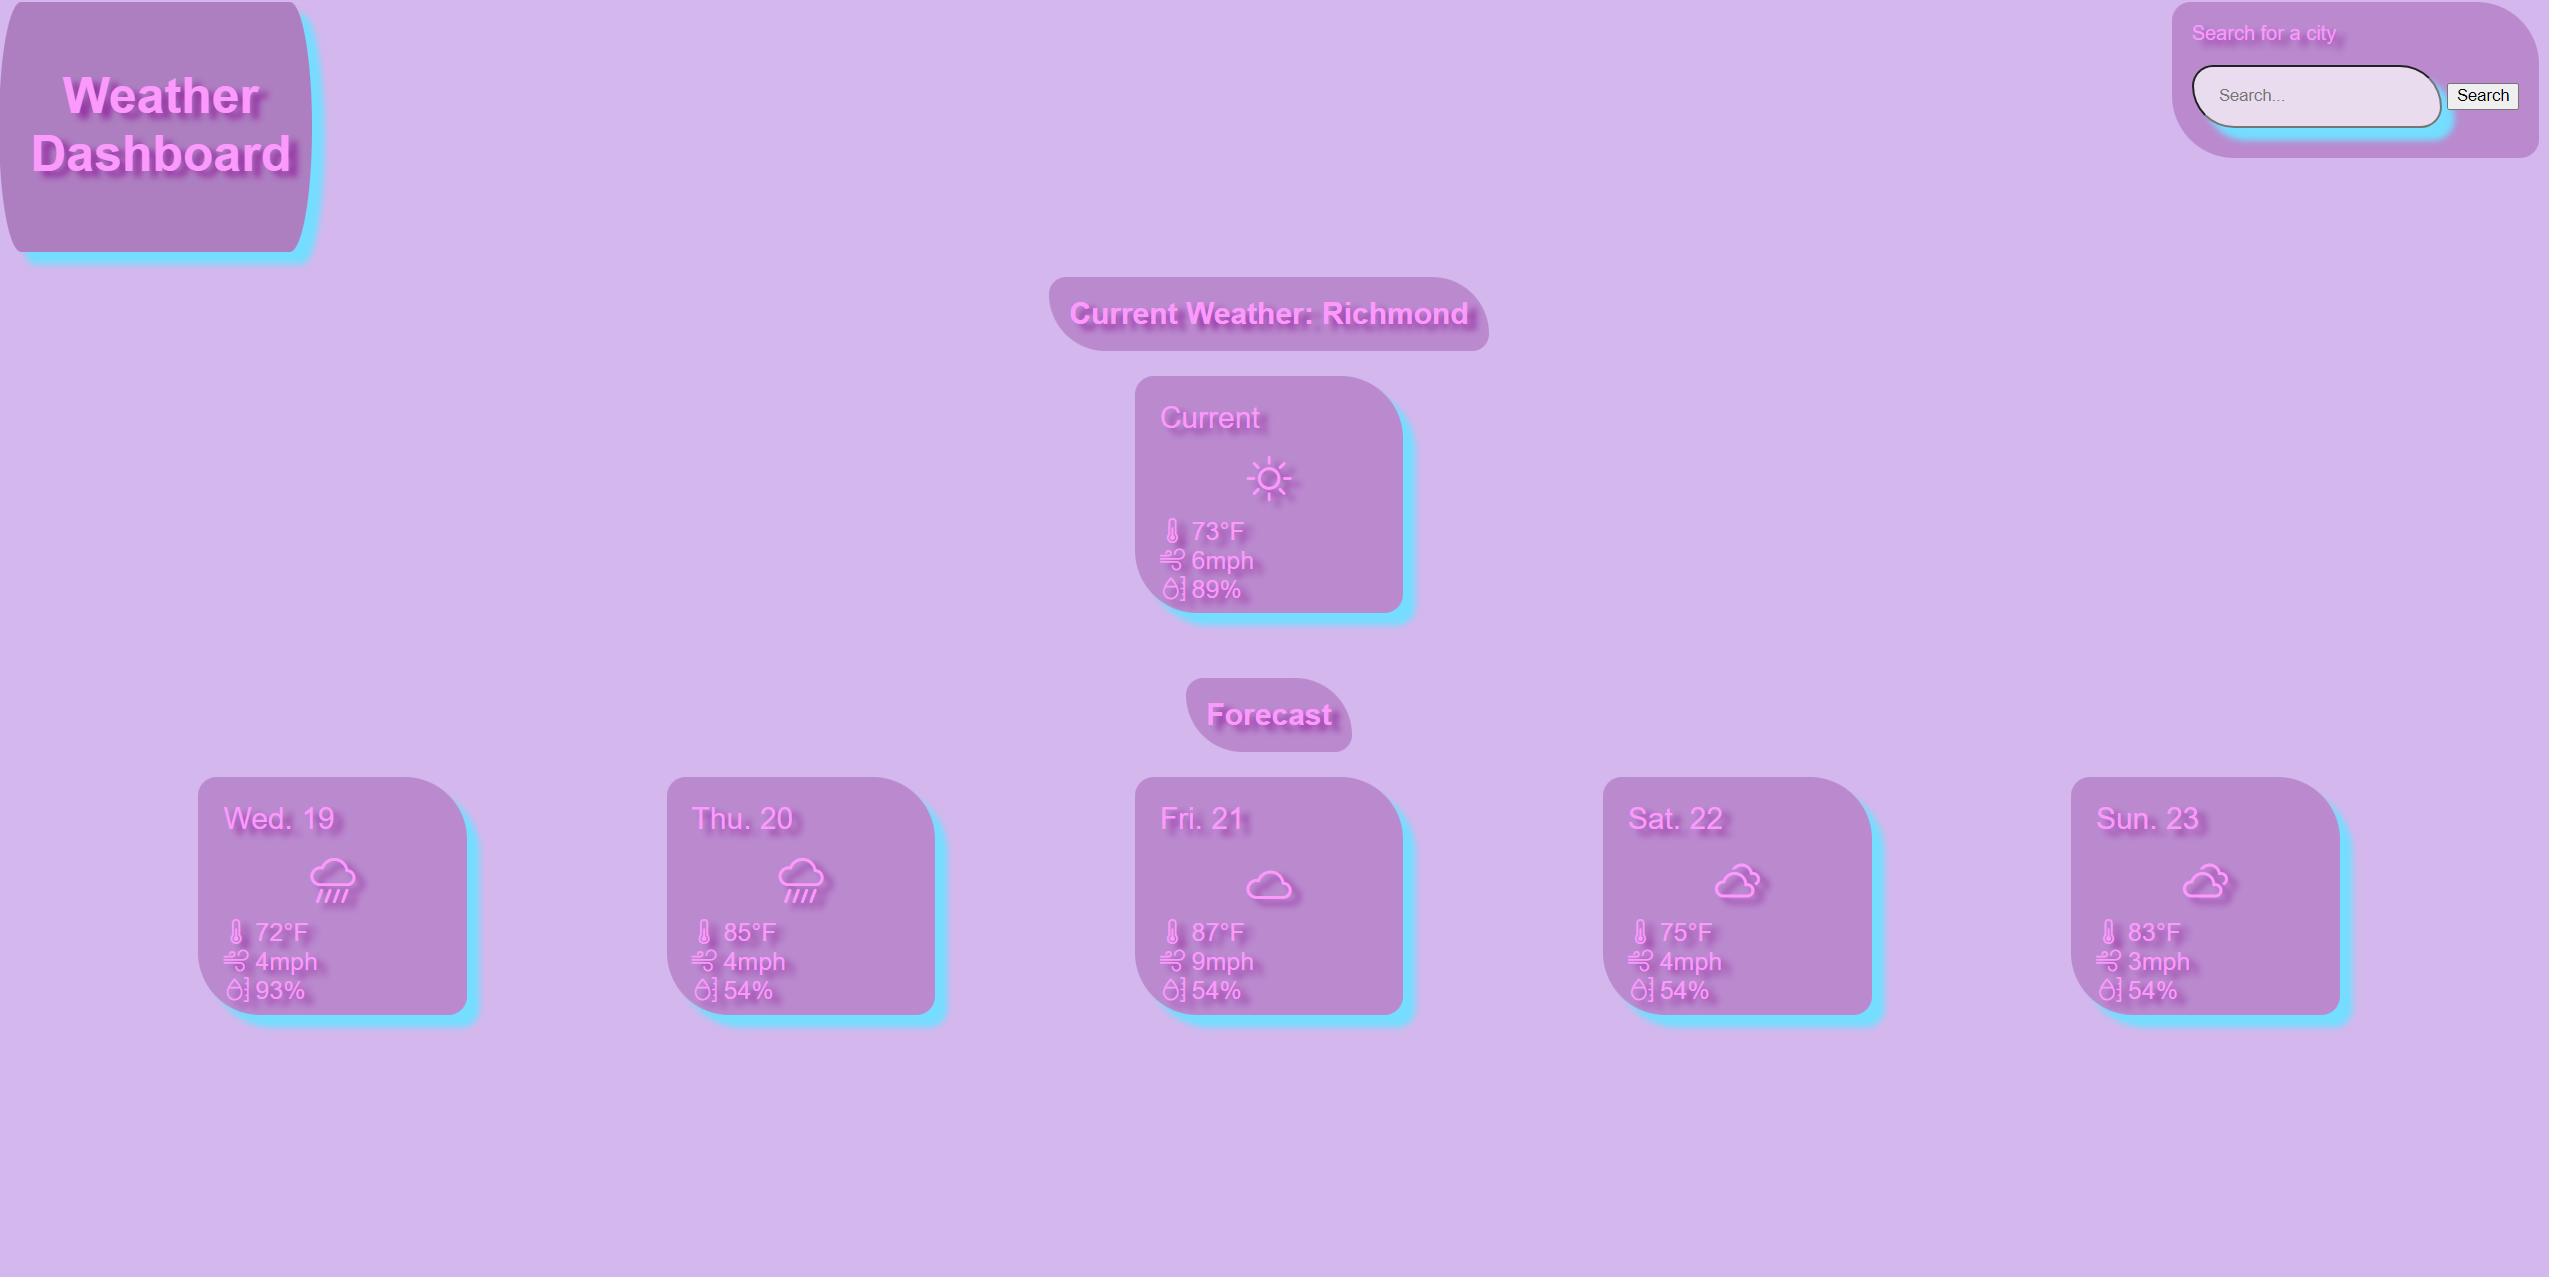 Weather
Dashboard
Search for a city
Search...
Search
Current Weather: Richmond
Current
73°F
6mph
89%
Forecast
Wed. 19
72°F
4mph
93%
Thu. 20
85°F
4mph
54%
Fri. 21
87°F
9mph
54%
Sat. 22
75°F
4mph
54%
Sun. 23
83°F
3mph
54%